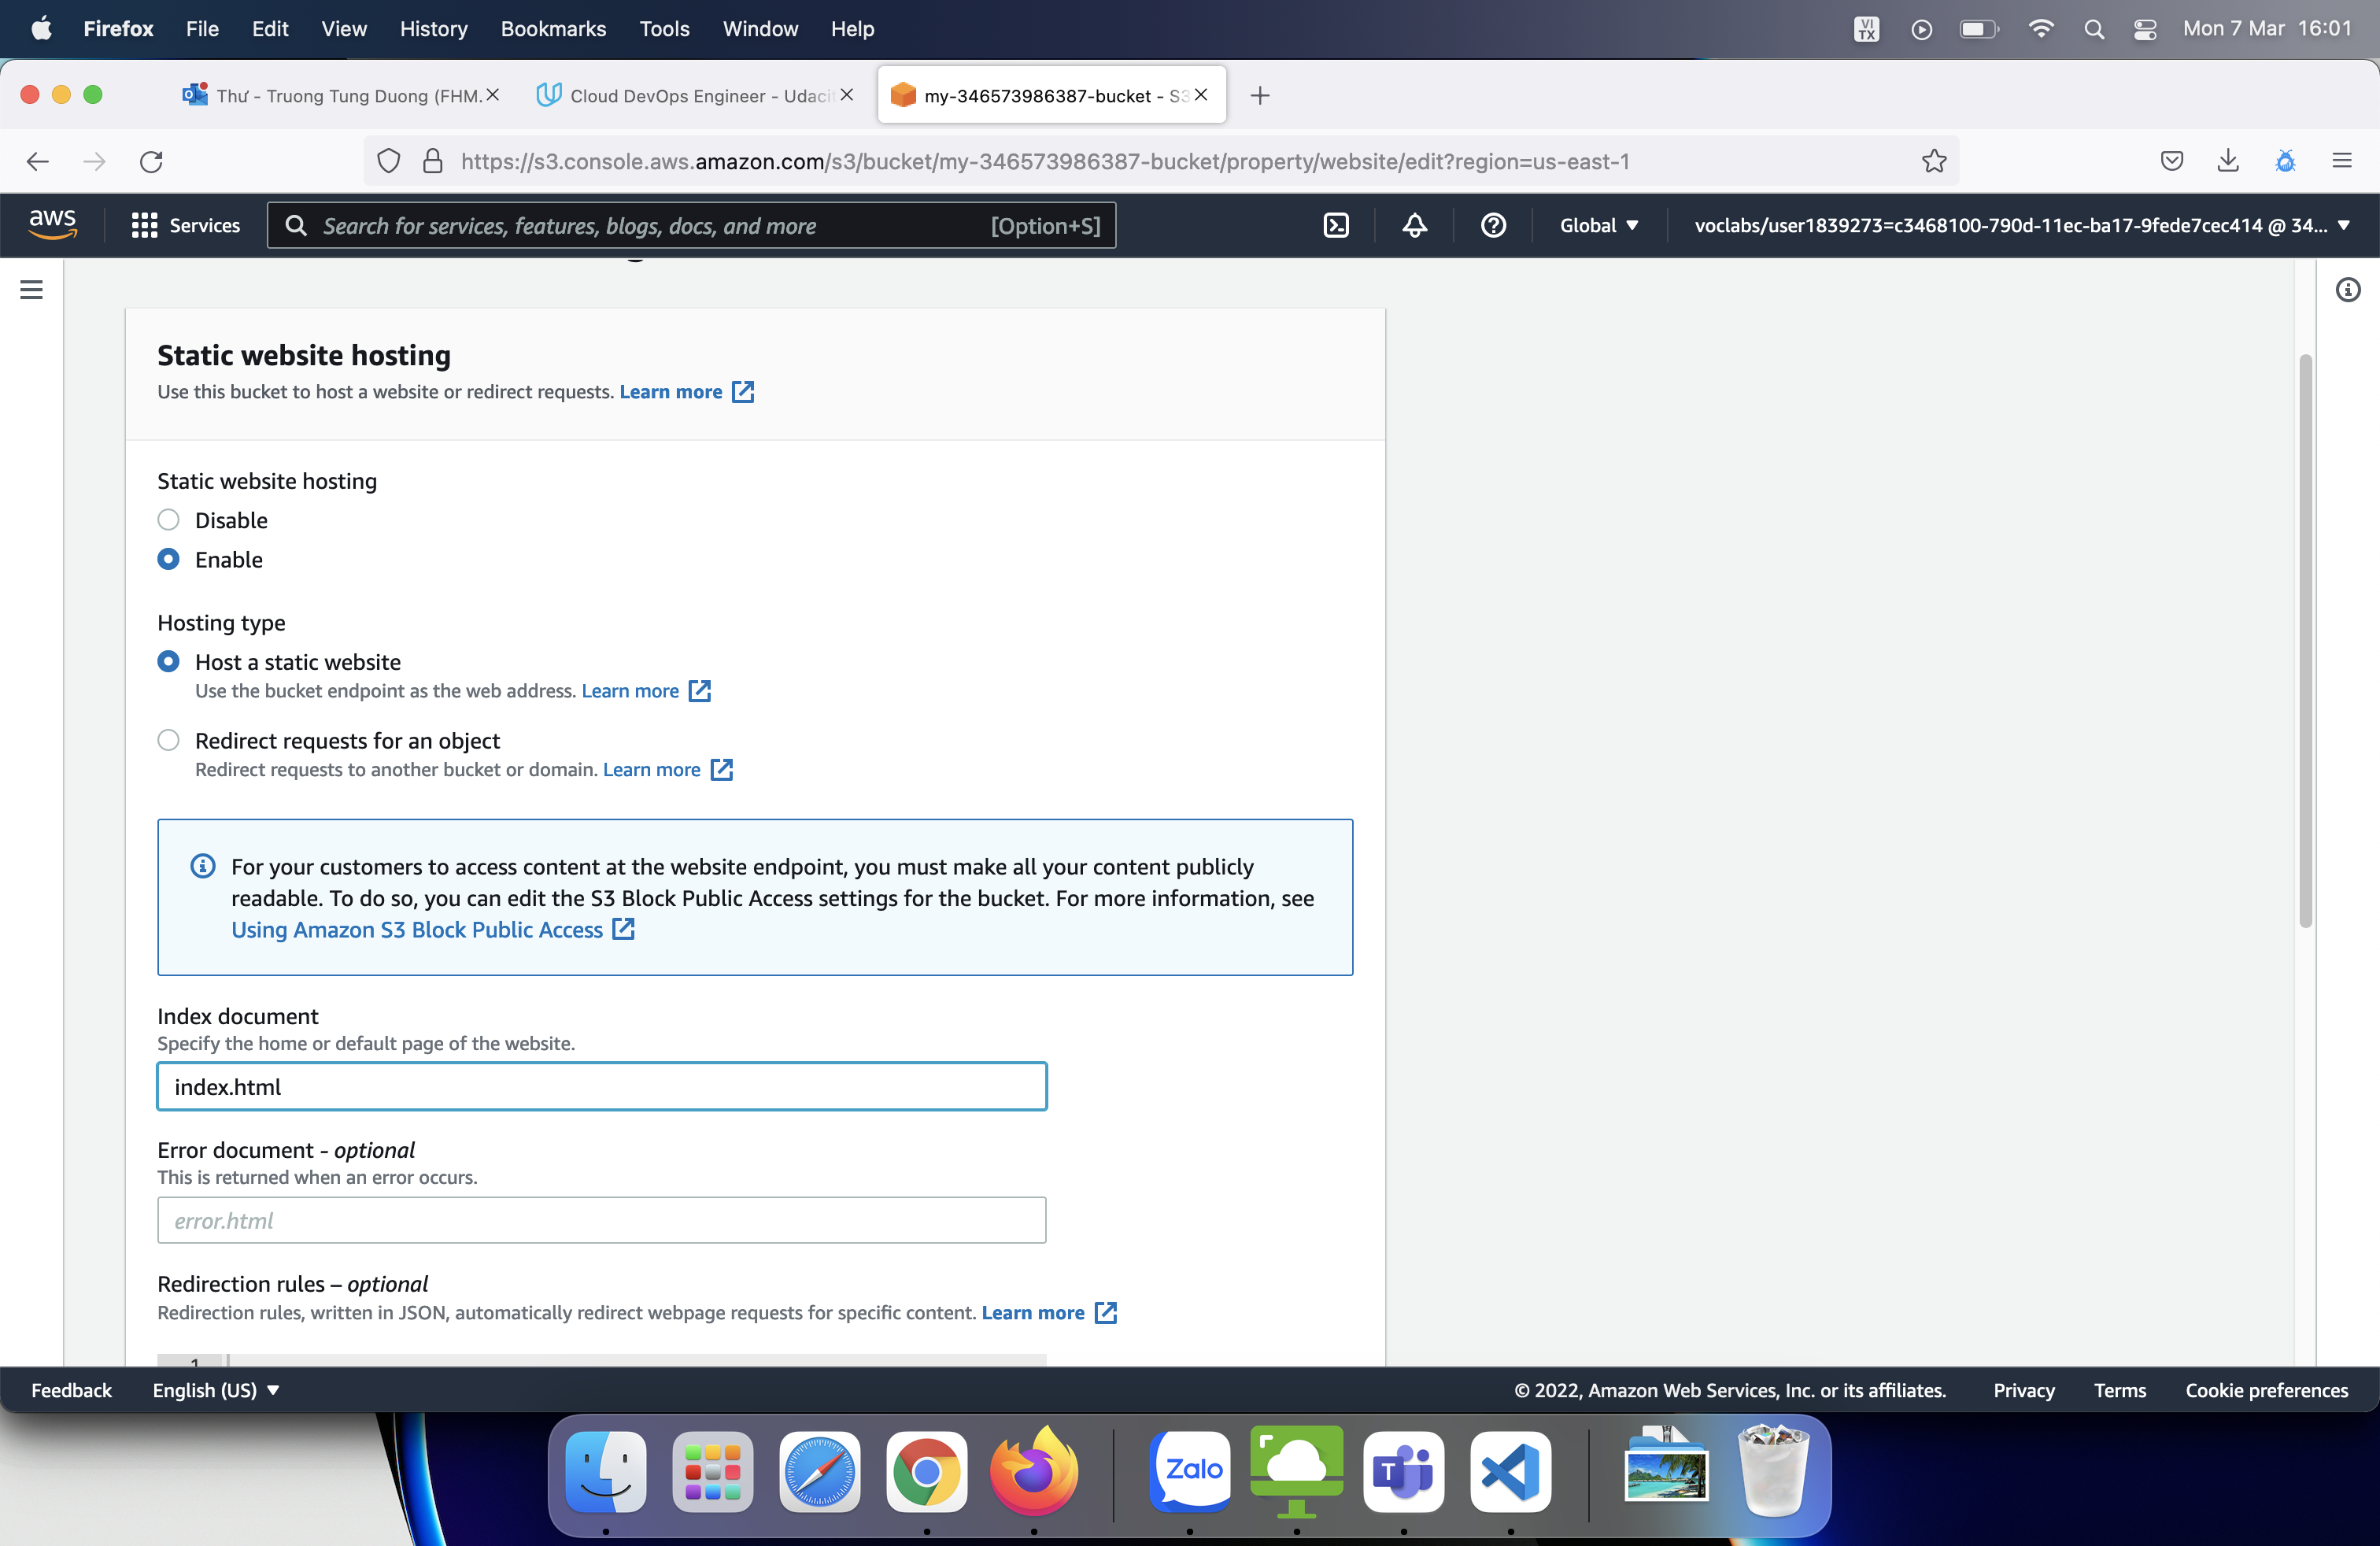 Firefox File Edit View History Bookmarks Tools Window Help VI TX Mon 7 Mar 16:01
Thư - Truong Tung Duong (FHM. Cloud DevOps Engineer - Udacit my-346573986387-bucket - S3
https://s3.console.aws.amazon.com/s3/bucket/my-346573986387-bucket/property/website/edit?region=us-east-1
aws Services Search for services, features, blogs, docs, and more [Option+S] Global voclabs/user1839273=c3468100-790d-11ec-ba17-9fede7cec414 @ 34...
Static website hosting
Use this bucket to host a website or redirect requests. Learn more
Static website hosting
Disable
Enable
Hosting type
Host a static website
Use the bucket endpoint as the web address. Learn more
Redirect requests for an object
Redirect requests to another bucket or domain. Learn more
For your customers to access content at the website endpoint, you must make all your content publicly
readable. To do so, you can edit the S3 Block Public Access settings for the bucket. For more information, see
Using Amazon S3 Block Public Access
Index document
Specify the home or default page of the website.
index.html
Error document - optional
This is returned when an error occurs.
error.html
Redirection rules – optional
Redirection rules, written in JSON, automatically redirect webpage requests for specific content. Learn more
1
Feedback English (US) © 2022, Amazon Web Services, Inc. or its affiliates. Privacy Terms Cookie preferences
Zalo T